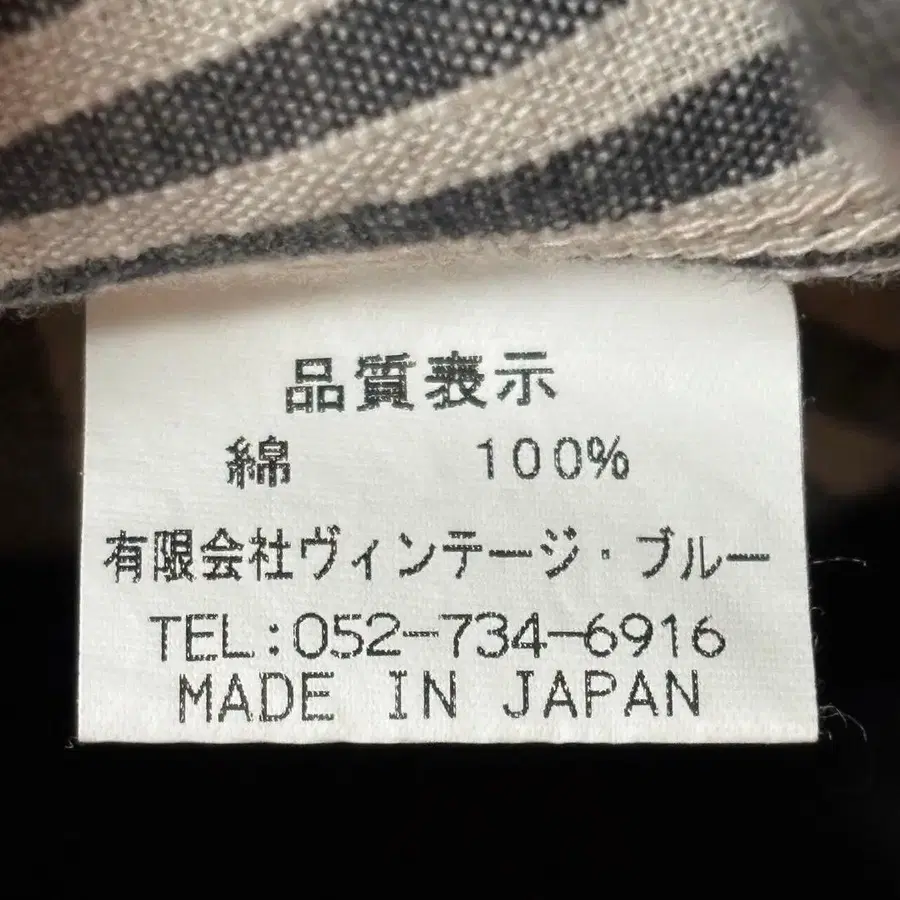 品質表示
綿 100%
有限会社ヴィンテージ・ブルー
TEL:052-734-6916
MADE IN JAPAN